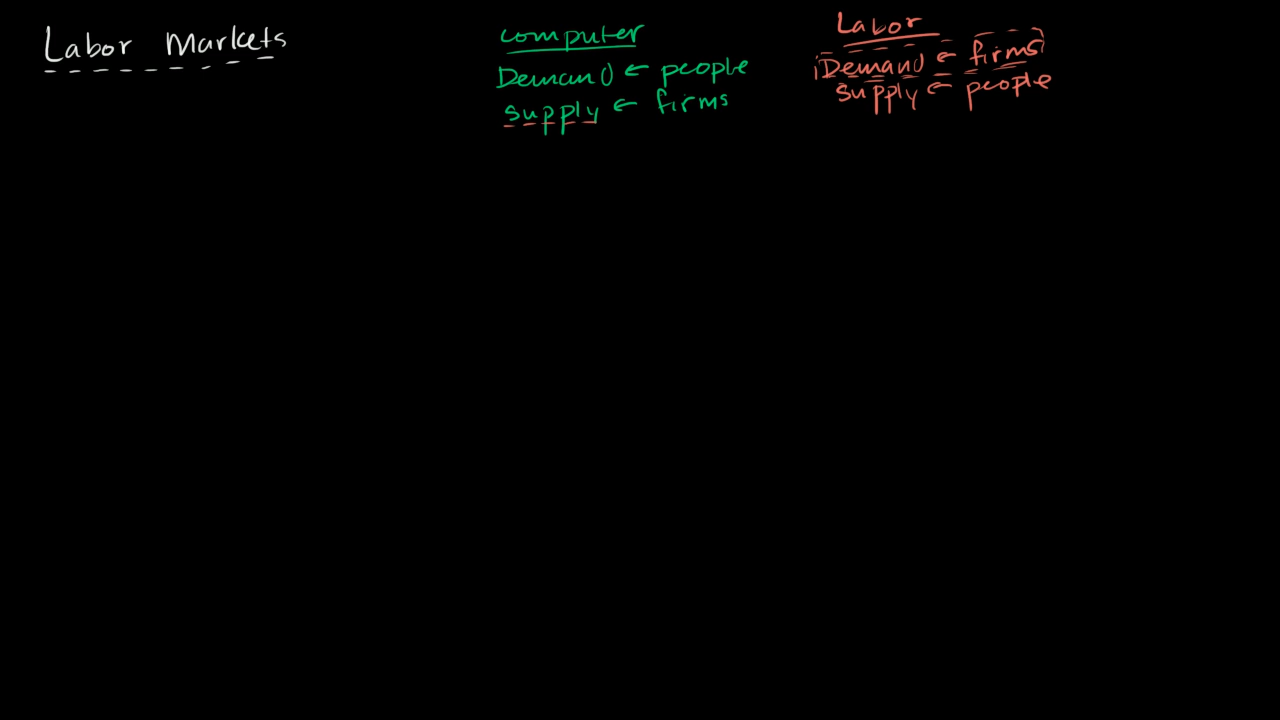 Labor Markets
computer
Demand ← people
supply ← firms
Labor
Demand ← firms
supply ← people